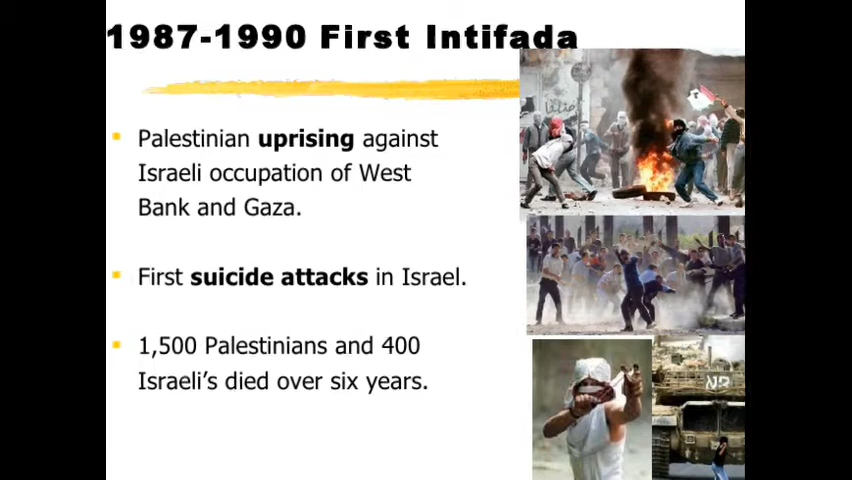 1987-1990 First Intifada
Palestinian uprising against
Israeli occupation of West
Bank and Gaza.
First suicide attacks in Israel.
1,500 Palestinians and 400
Israeli's died over six years.